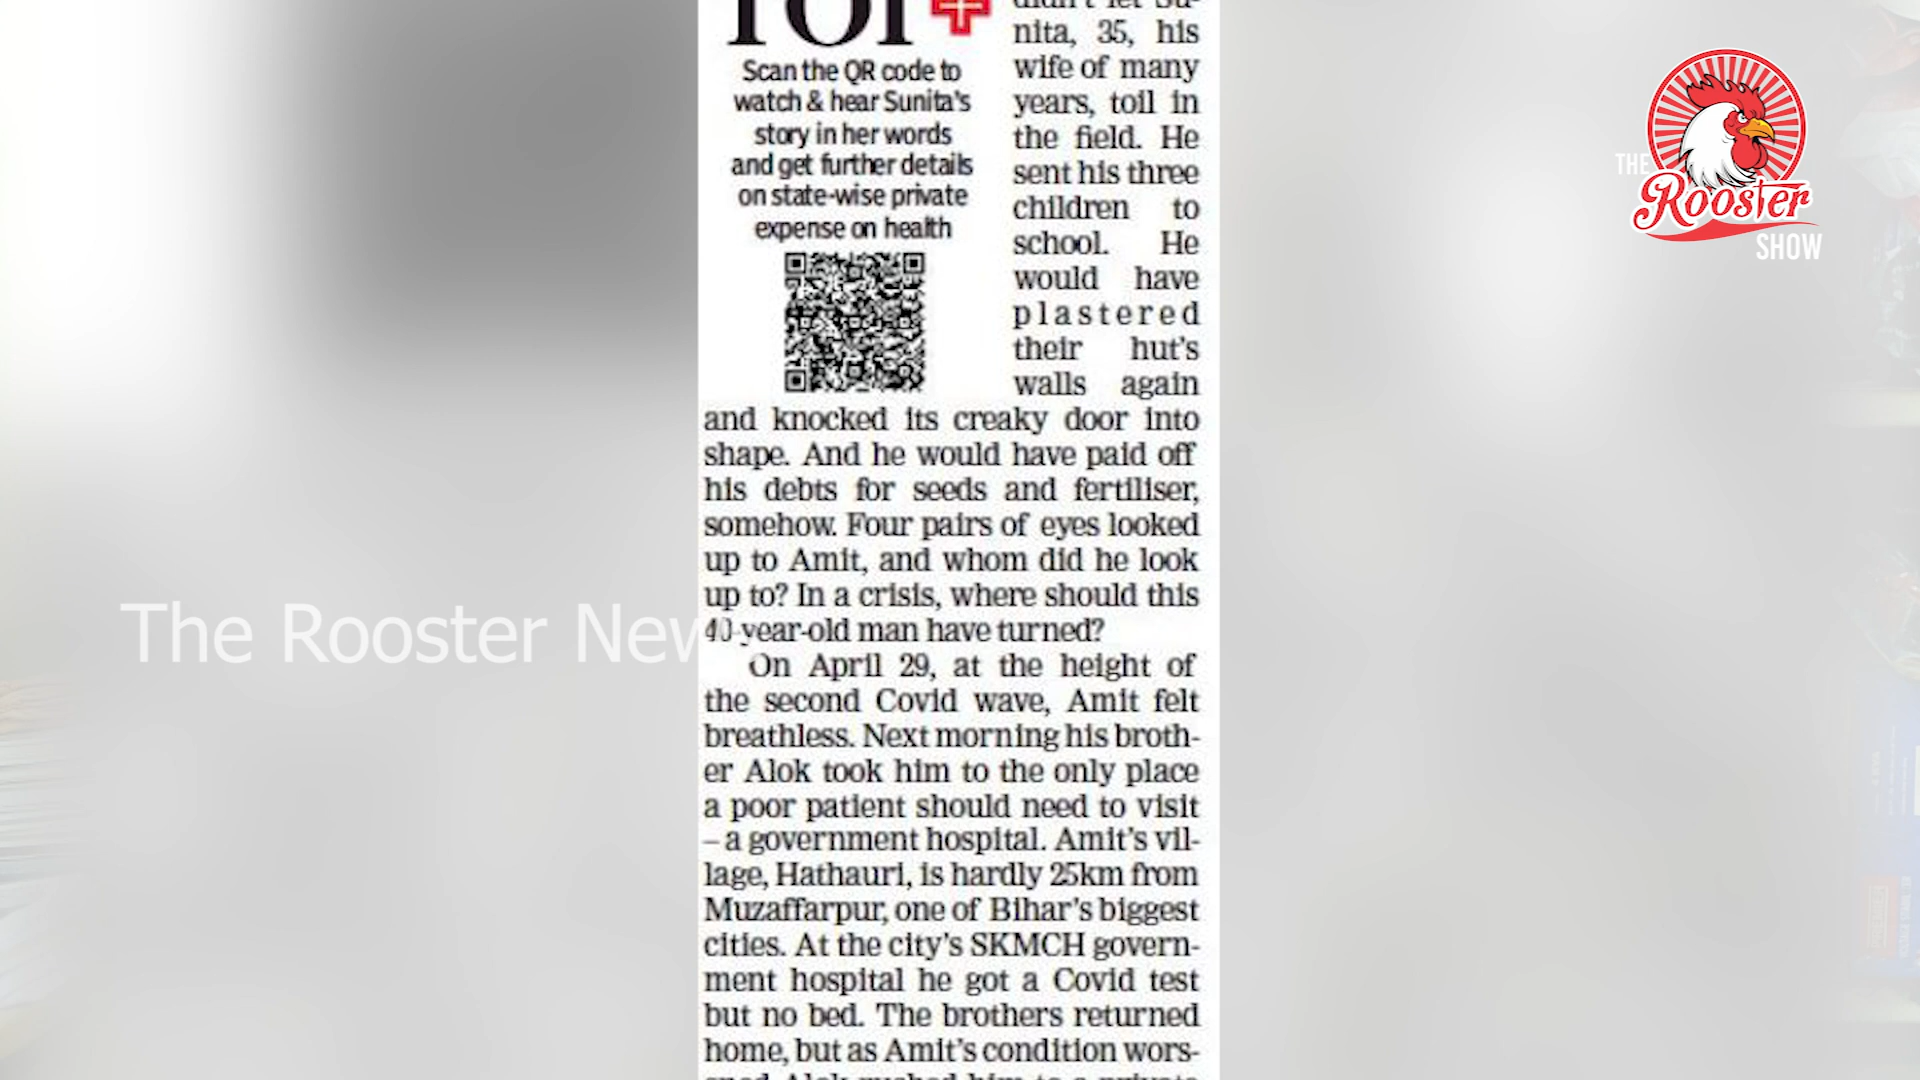 TOI+
Scan the QR code to
watch & hear Sunita's
story in her words
and get further details
on state-wise private
expense on health
didn't let Su-
nita, 35, his
wife of many
years, toil in
the field. He
sent his three
children to
school. He
would have
plastered
their hut's
walls again
and knocked its creaky door into
shape. And he would have paid off
his debts for seeds and fertiliser,
somehow. Four pairs of eyes looked
up to Amit, and whom did he look
up to? In a crisis, where should this
40-year-old man have turned?
On April 29, at the height of
the second Covid wave, Amit felt
breathless. Next morning his broth-
er Alok took him to the only place
a poor patient should need to visit
– a government hospital. Amit's vil-
lage, Hathauri, is hardly 25km from
Muzaffarpur, one of Bihar's biggest
cities. At the city's SKMCH govern-
ment hospital he got a Covid test
but no bed. The brothers returned
home, but as Amit's condition wors-
THE
Rooster
SHOW
The Rooster New